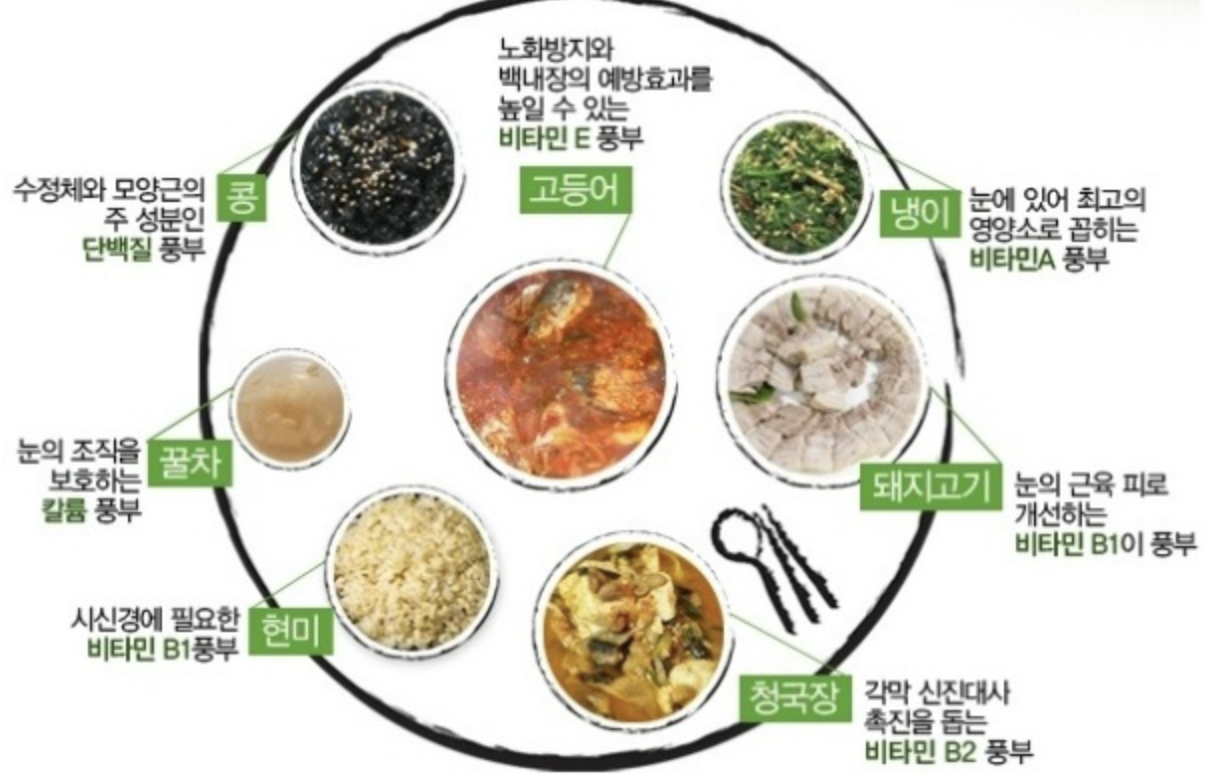 노화방지와
백내장의 예방효과를
높일 수 있는
비타민 E 풍부
고등어
콩
수정체와 모양근의
주 성분인
단백질 풍부
냉이
눈에 있어 최고의
영양소로 꼽히는
비타민A 풍부
꿀차
눈의 조직을
보호하는
칼륨 풍부
돼지고기
눈의 근육 피로
개선하는
비타민 B1이 풍부
현미
시신경에 필요한
비타민 B1풍부
청국장
각막 신진대사
촉진을 돕는
비타민 B2 풍부